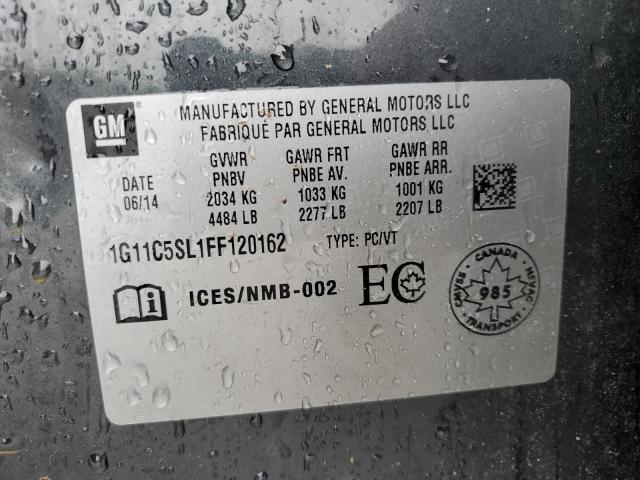 GM
MANUFACTURED BY GENERAL MOTORS LLC
FABRIQUÉ PAR GENERAL MOTORS LLC
GVWR GAWR FRT GAWR RR
DATE PNBV PNBE AV. PNBE ARR.
06/14 2034 KG 1033 KG 1001 KG
4484 LB 2277 LB 2207 LB
1G11C5SL1FF120162 TYPE: PC/VT
ICES/NMB-002 EC
CANADA
CMVSS 985 NSVAC
TRANSPORT